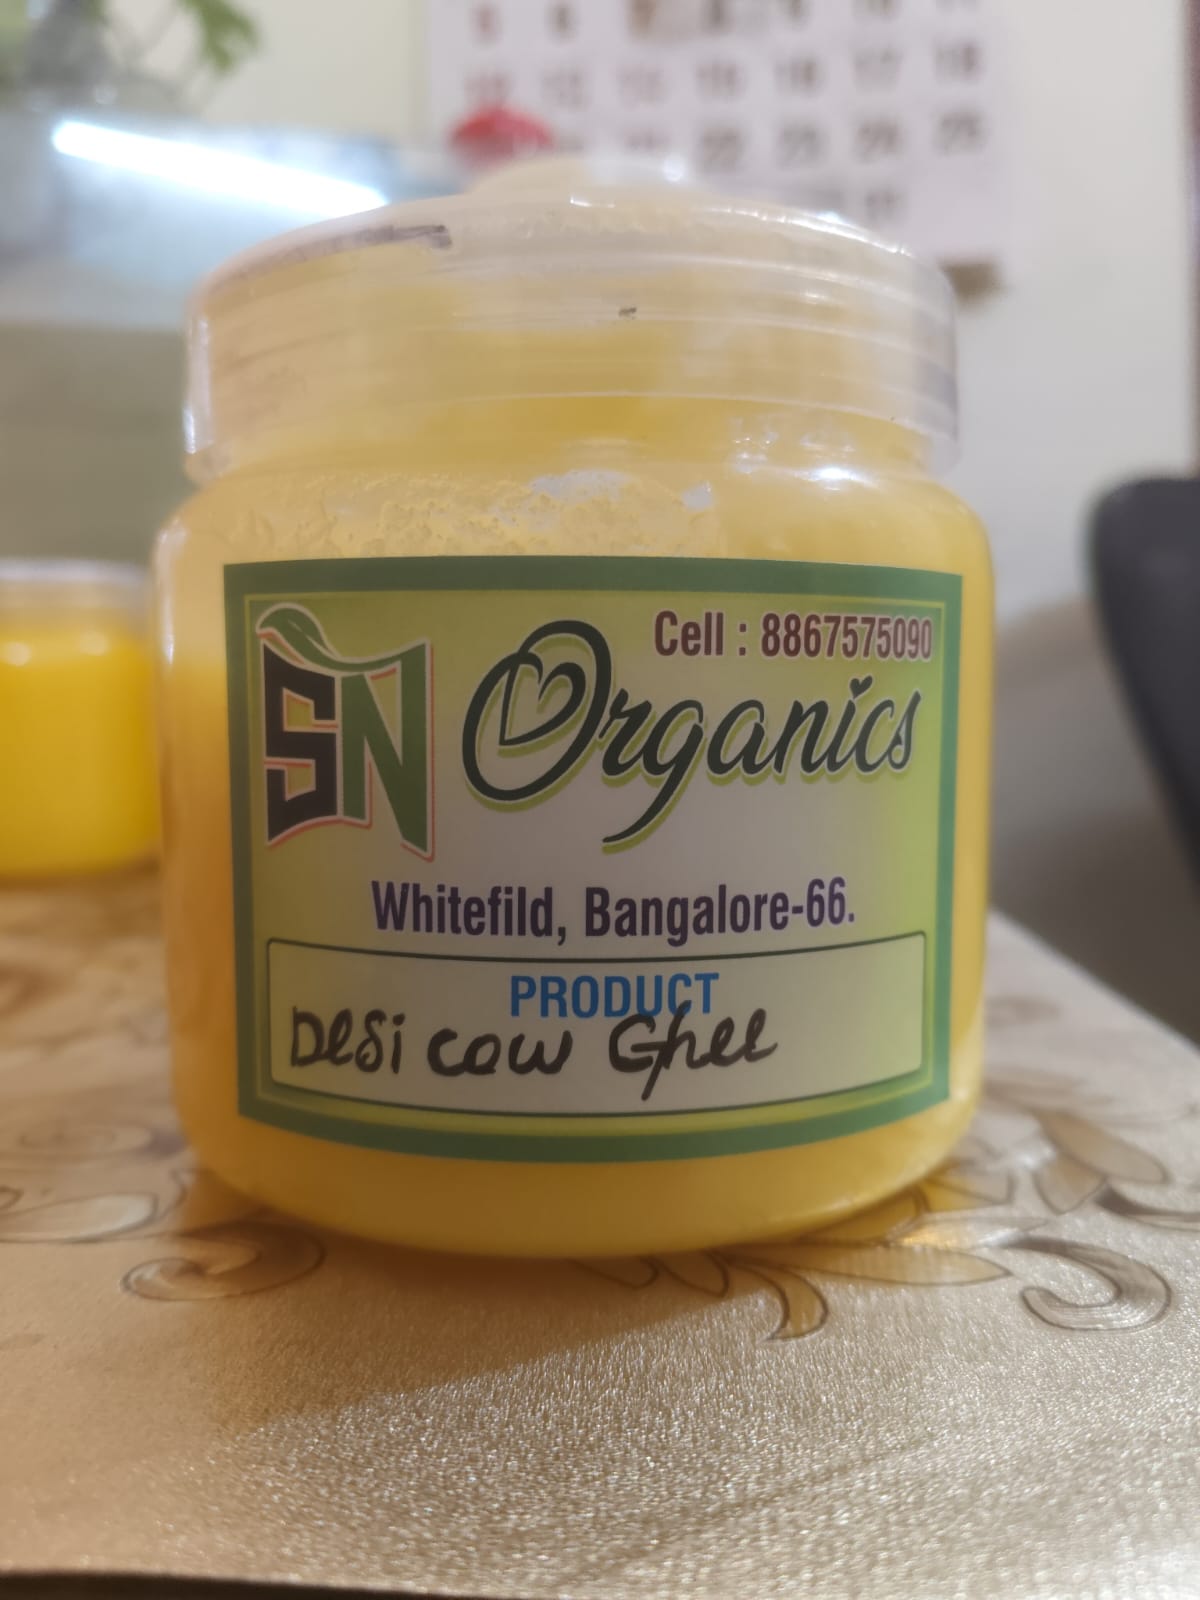 Cell : 8867575090
SN Organics
Whitefild, Bangalore-66.
PRODUCT
Desi cow Ghee